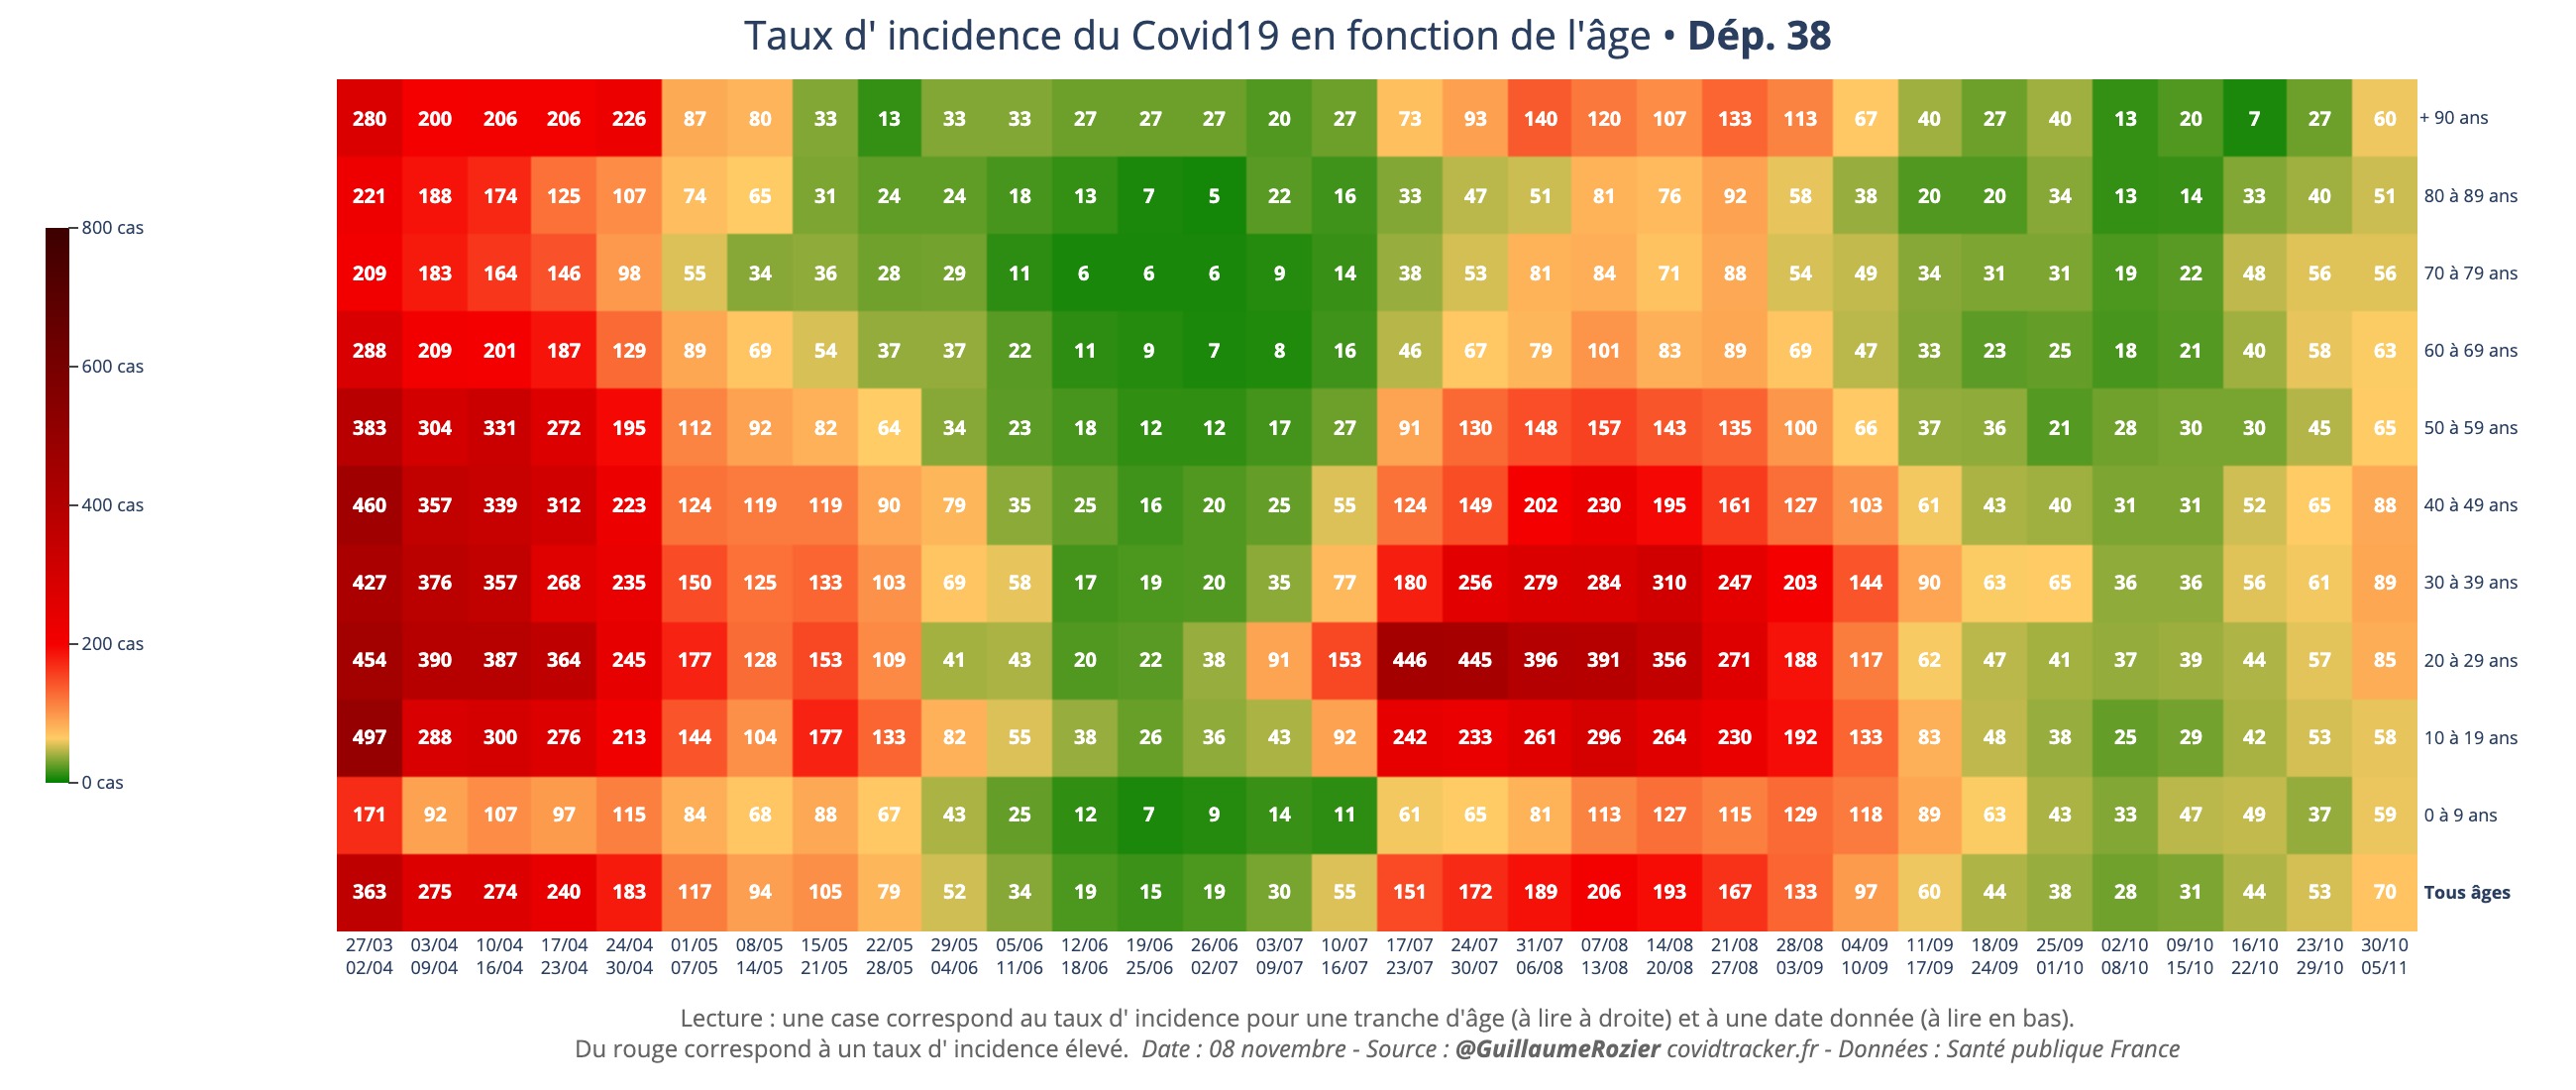 Taux d' incidence du Covid19 en fonction de l'âge • Dép. 38
800 cas
600 cas
400 cas
200 cas
0 cas
280 200 206 206 226 87 80 33 13 33 33 27 27 27 20 27 73 93 140 120 107 133 113 67 40 27 40 13 20 7 27 60 + 90 ans
221 188 174 125 107 74 65 31 24 24 18 13 7 5 22 16 33 47 51 81 76 92 58 38 20 20 34 13 14 33 40 51 80 à 89 ans
209 183 164 146 98 55 34 36 28 29 11 6 6 6 9 14 38 53 81 84 71 88 54 49 34 31 31 19 22 48 56 56 70 à 79 ans
288 209 201 187 129 89 69 54 37 37 22 11 9 7 8 16 46 67 79 101 83 89 69 47 33 23 25 18 21 40 58 63 60 à 69 ans
383 304 331 272 195 112 92 82 64 34 23 18 12 12 17 27 91 130 148 157 143 135 100 66 37 36 21 28 30 30 45 65 50 à 59 ans
460 357 339 312 223 124 119 119 90 79 35 25 16 20 25 55 124 149 202 230 195 161 127 103 61 43 40 31 31 52 65 88 40 à 49 ans
427 376 357 268 235 150 125 133 103 69 58 17 19 20 35 77 180 256 279 284 310 247 203 144 90 63 65 36 36 56 61 89 30 à 39 ans
454 390 387 364 245 177 128 153 109 41 43 20 22 38 91 153 446 445 396 391 356 271 188 117 62 47 41 37 39 44 57 85 20 à 29 ans
497 288 300 276 213 144 104 177 133 82 55 38 26 36 43 92 242 233 261 296 264 230 192 133 83 48 38 25 29 42 53 58 10 à 19 ans
171 92 107 97 115 84 68 88 67 43 25 12 7 9 14 11 61 65 81 113 127 115 129 118 89 63 43 33 47 49 37 59 0 à 9 ans
363 275 274 240 183 117 94 105 79 52 34 19 15 19 30 55 151 172 189 206 193 167 133 97 60 44 38 28 31 44 53 70 Tous âges
27/03 03/04 10/04 17/04 24/04 01/05 08/05 15/05 22/05 29/05 05/06 12/06 19/06 26/06 03/07 10/07 17/07 24/07 31/07 07/08 14/08 21/08 28/08 04/09 11/09 18/09 25/09 02/10 09/10 16/10 23/10 30/10
02/04 09/04 16/04 23/04 30/04 07/05 14/05 21/05 28/05 04/06 11/06 18/06 25/06 02/07 09/07 16/07 23/07 30/07 06/08 13/08 20/08 27/08 03/09 10/09 17/09 24/09 01/10 08/10 15/10 22/10 29/10 05/11
Lecture : une case correspond au taux d' incidence pour une tranche d'âge (à lire à droite) et à une date donnée (à lire en bas).
Du rouge correspond à un taux d' incidence élevé. Date : 08 novembre - Source : @GuillaumeRozier covidtracker.fr - Données : Santé publique France